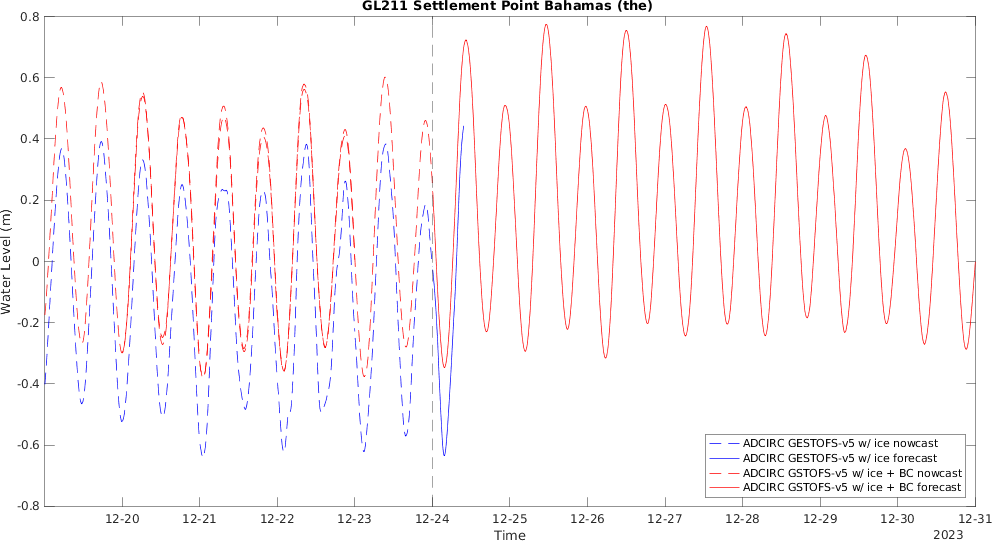 GL211 Settlement Point Bahamas (the)
Water Level (m)
0.8
0.6
0.4
0.2
0
-0.2
-0.4
-0.6
-0.8
ADCIRC GESTOFS-v5 w/ ice nowcast
ADCIRC GESTOFS-v5 w/ ice forecast
ADCIRC GSTOFS-v5 w/ ice + BC nowcast
ADCIRC GSTOFS-v5 w/ ice + BC forecast
12-20 12-21 12-22 12-23 12-24 12-25 12-26 12-27 12-28 12-29 12-30 12-31
Time
2023